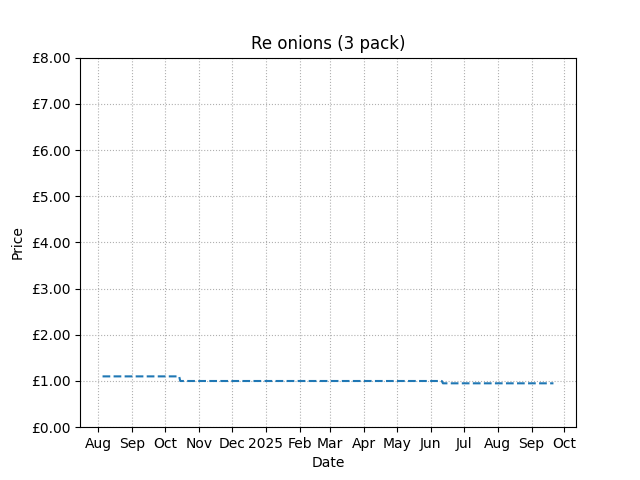 Re onions (3 pack)
£8.00
£7.00
£6.00
£5.00
£4.00
£3.00
£2.00
£1.00
£0.00
Price
Aug Sep Oct Nov Dec 2025 Feb Mar Apr May Jun Jul Aug Sep Oct
Date